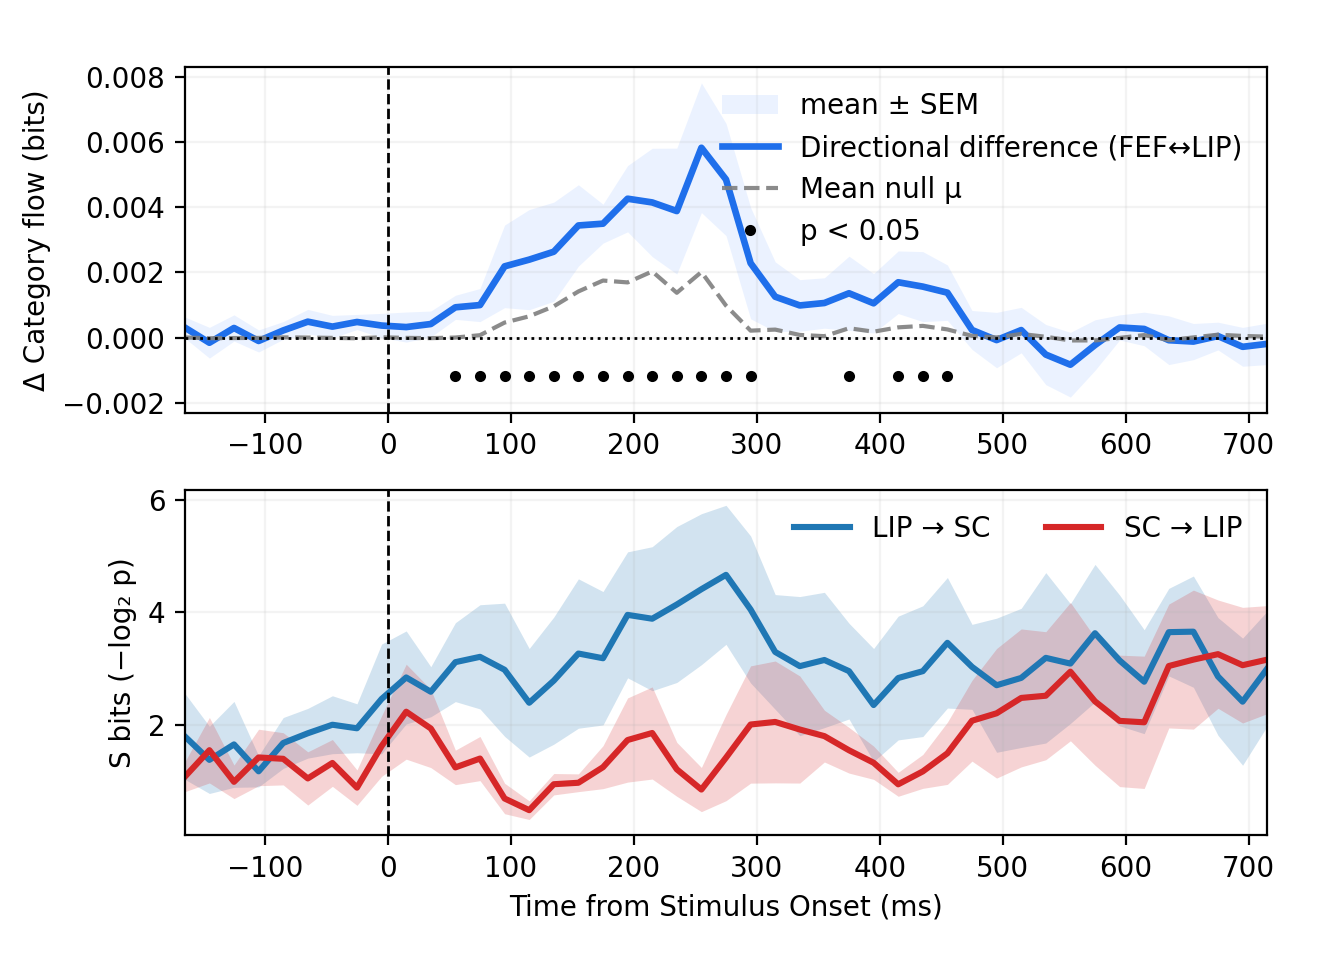 Δ Category flow (bits)
0.008
0.006
0.004
0.002
0.000
−0.002
mean ± SEM
Directional difference (FEF↔LIP)
Mean null μ
p < 0.05
−100 0 100 200 300 400 500 600 700
S bits (−log₂ p)
6
4
2
LIP → SC SC → LIP
−100 0 100 200 300 400 500 600 700
Time from Stimulus Onset (ms)